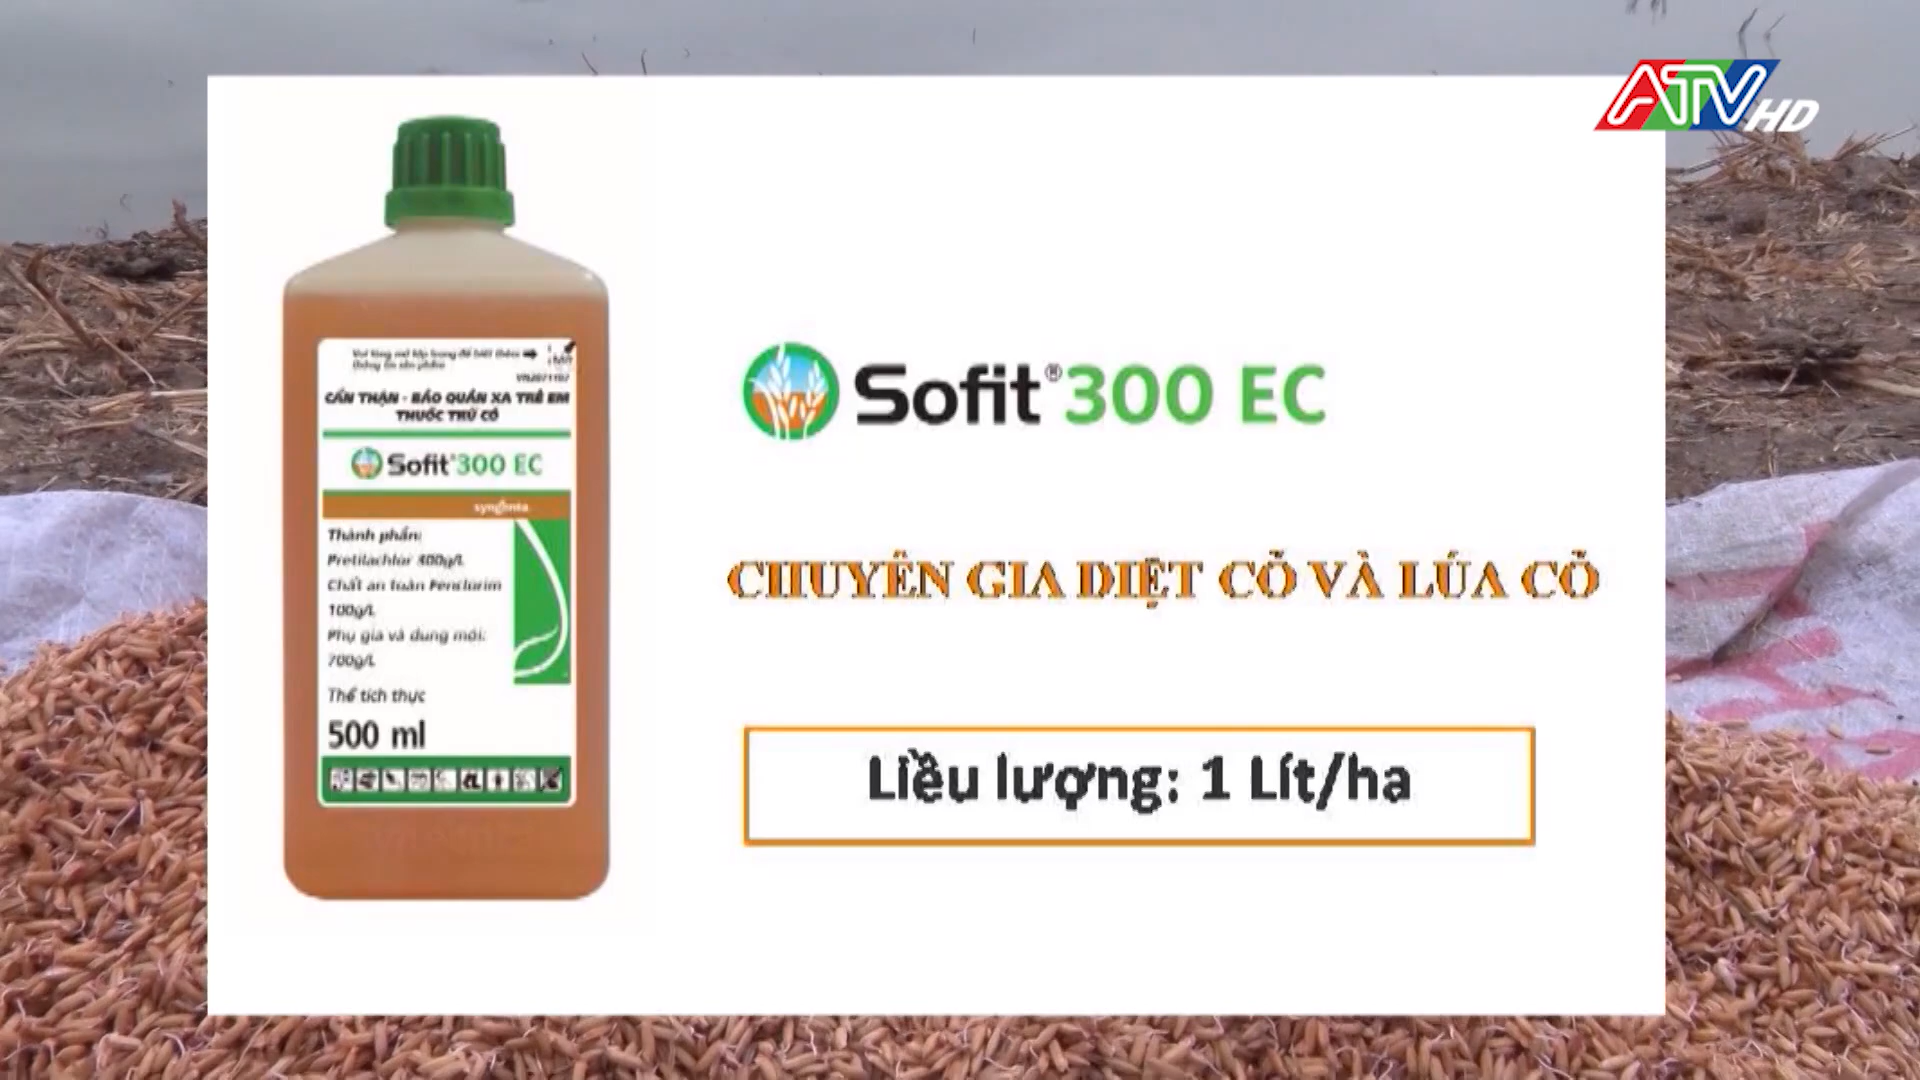 ATV HD
CẨN THẬN - BẢO QUẢN XA TRẺ EM
THUỐC TRỪ CỎ
Sofit® 300 EC
syngenta
Thành phần:
Pretilachlor 300g/L
Chất an toàn Fenclorim
100g/L
Phụ gia và dung môi:
700g/L
Thể tích thực
500 ml
Sofit® 300 EC
CHUYÊN GIA DIỆT CỎ VÀ LÚA CỎ
Liều lượng: 1 Lít/ha